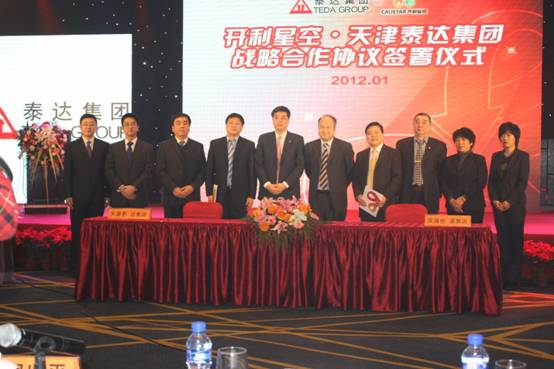 泰达集团
TEDA GROUP
CALISTAR 开利星空
开利星空·天津泰达集团
战略合作协议签署仪式
2012.01
泰达集团
TEDA GROUP